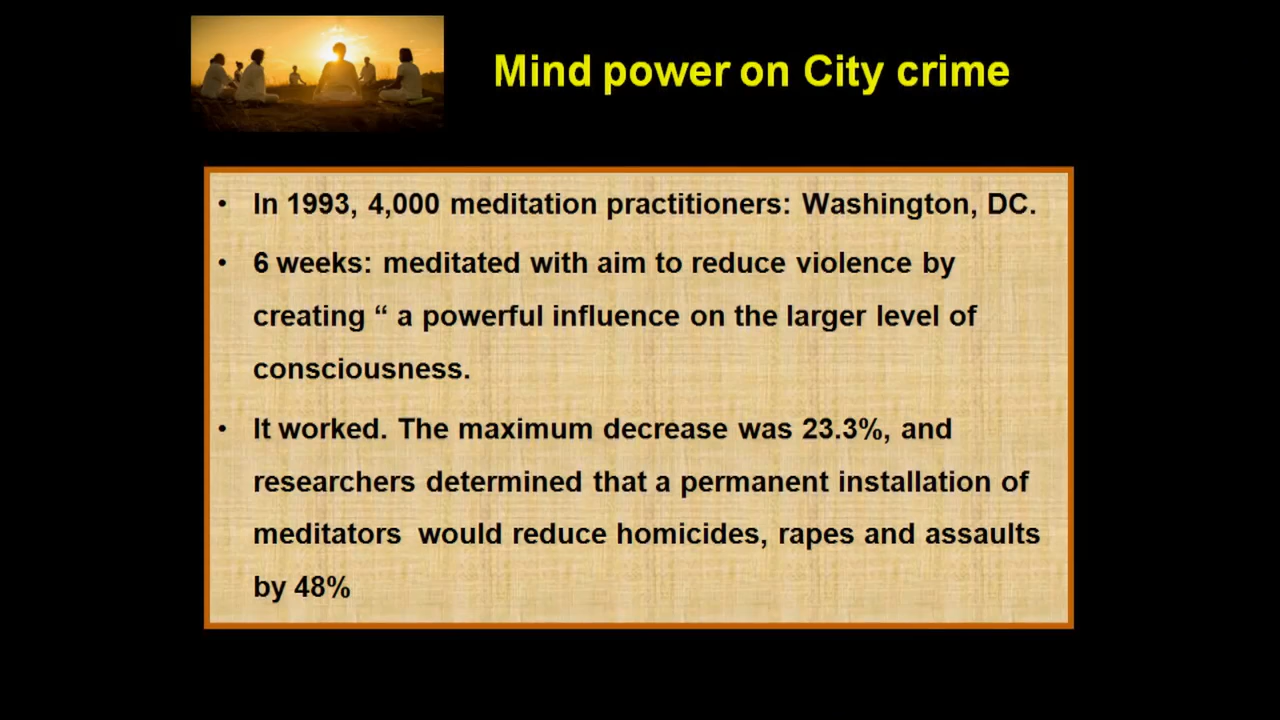 Mind power on City crime
• In 1993, 4,000 meditation practitioners: Washington, DC.
• 6 weeks: meditated with aim to reduce violence by
creating “ a powerful influence on the larger level of
consciousness.
• It worked. The maximum decrease was 23.3%, and
researchers determined that a permanent installation of
meditators would reduce homicides, rapes and assaults
by 48%